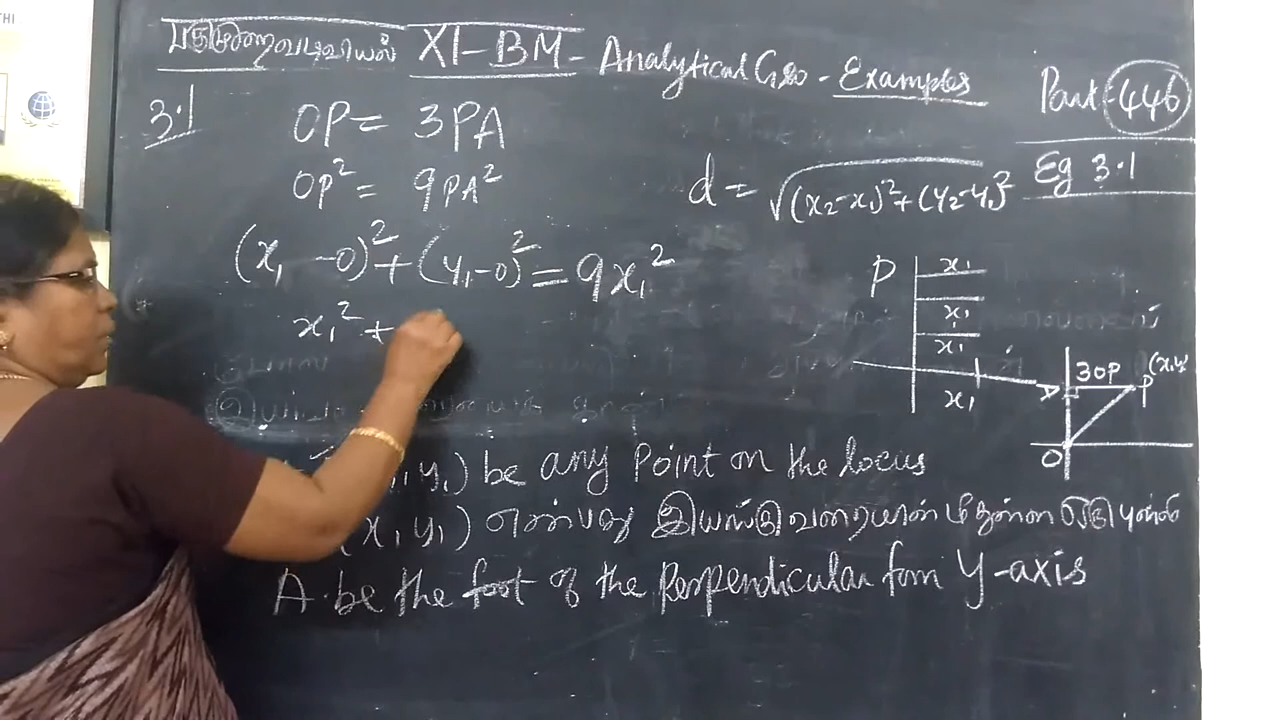 பகுமுறை வடிவியல் XI-BM- Analytical Geo - Examples
Part-446
Eg 3.1
3.1 OP = 3PA
OP² = 9PA²
d = √(x₂-x₁)²+(y₂-y₁)²
(x₁ -0)²+(y₁-0)² = 9x₁²
x₁² +
P
x₁
x₁
x₁
x₁
3OP
P
O
y₁) be any Point on the locus
(x₁ y₁) என்பது இயங்குவரையின் மீதுள்ள ஒரு புள்ளி
A be the foot of the Perpendicular fom Y-axis